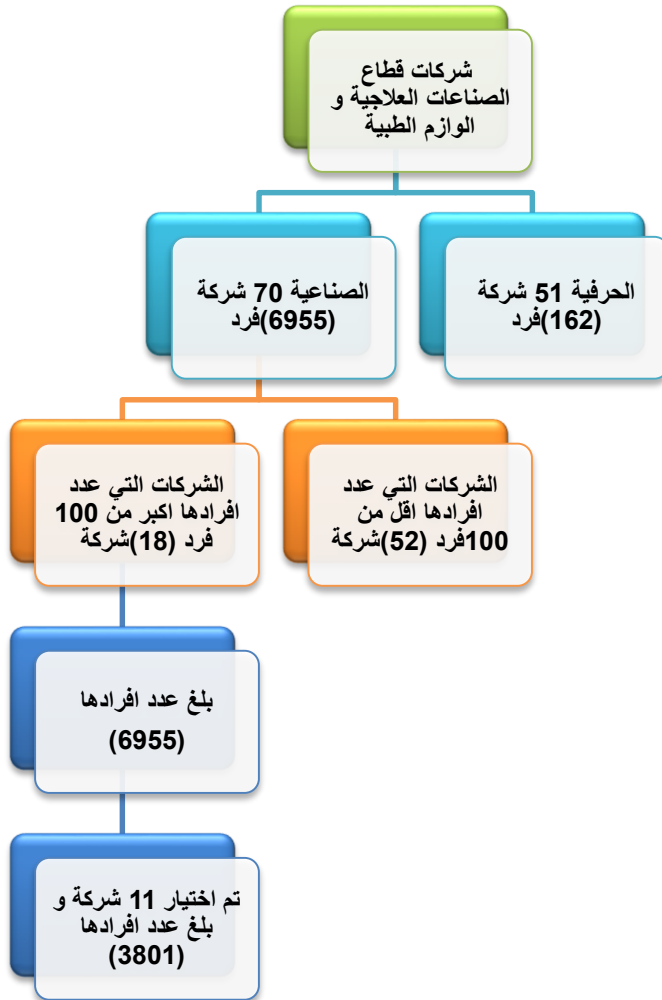 شركات قطاع
الصناعات العلاجية و
الوازم الطبية
الصناعية 70 شركة
(6955)فرد
الحرفية 51 شركة
(162)فرد
الشركات التي عدد
افرادها اكبر من 100
فرد (18)شركة
الشركات التي عدد
افرادها اقل من
100فرد (52)شركة
بلغ عدد افرادها
(6955)
تم اختيار 11 شركة و
بلغ عدد افرادها
(3801)